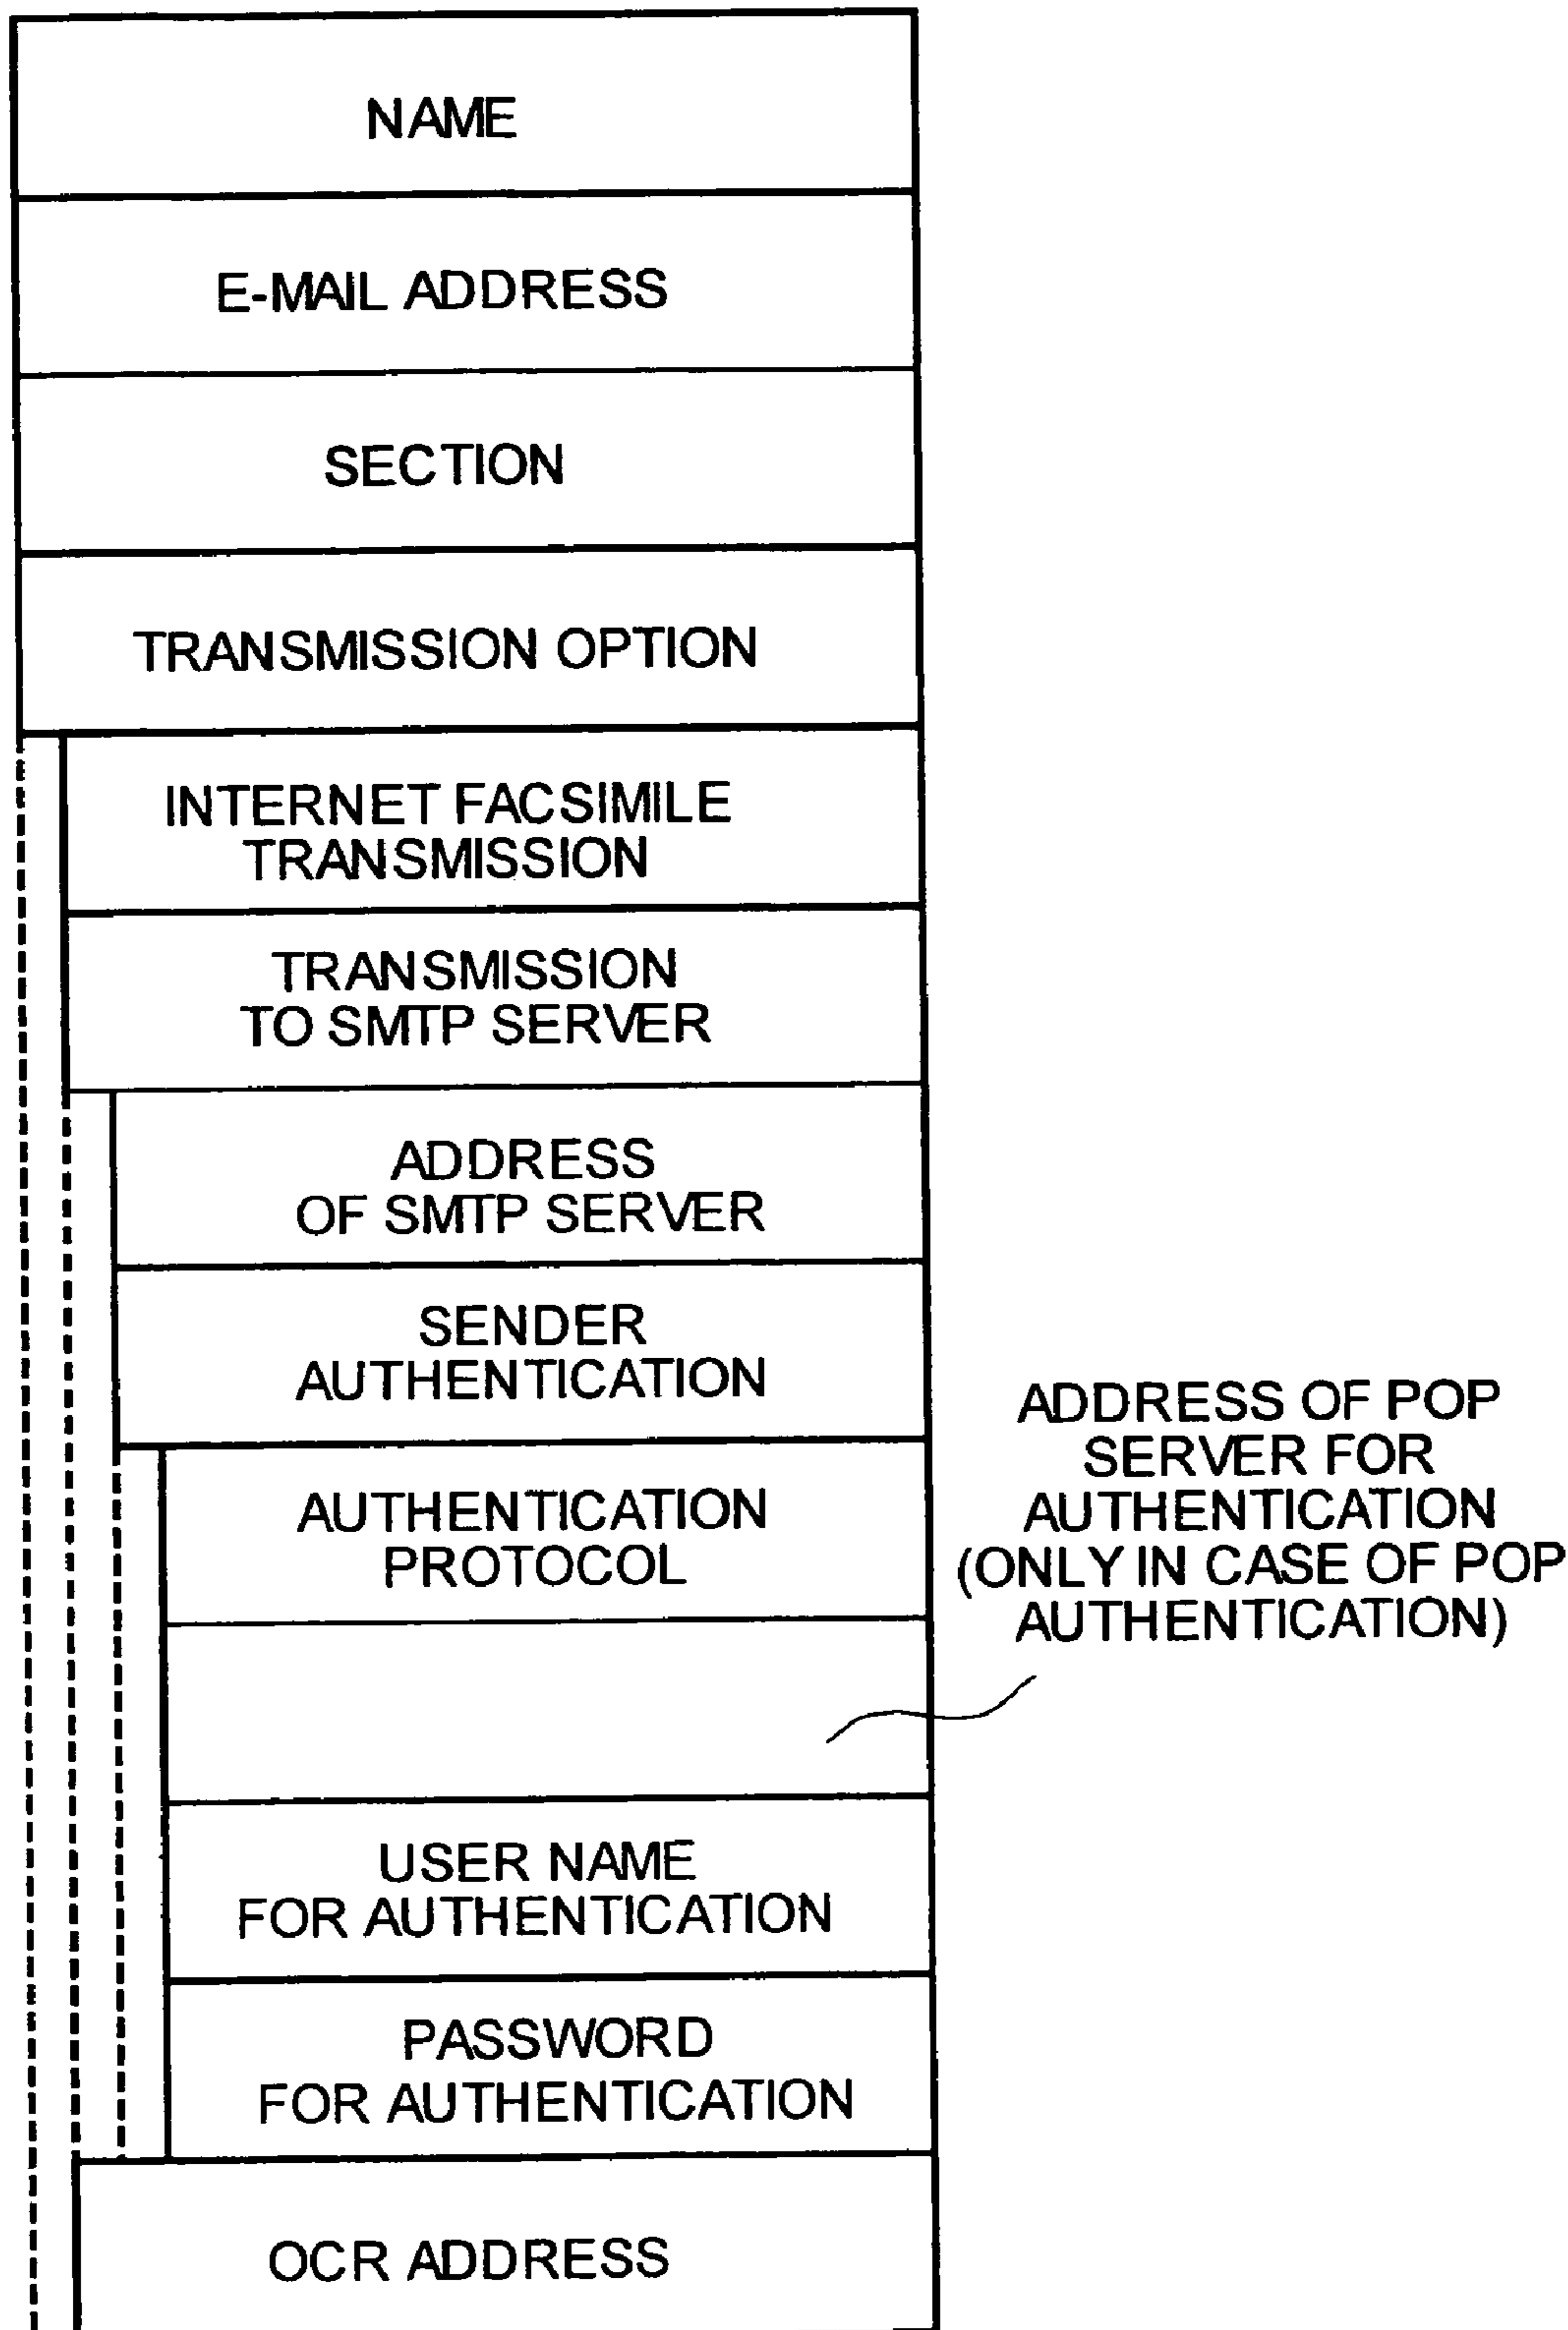 NAME
E-MAIL ADDRESS
SECTION
TRANSMISSION OPTION
INTERNET FACSIMILE
TRANSMISSION
TRANSMISSION
TO SMTP SERVER
ADDRESS
OF SMTP SERVER
SENDER
AUTHENTICATION
AUTHENTICATION
PROTOCOL
ADDRESS OF POP
SERVER FOR
AUTHENTICATION
(ONLY IN CASE OF POP
AUTHENTICATION)
USER NAME
FOR AUTHENTICATION
PASSWORD
FOR AUTHENTICATION
OCR ADDRESS